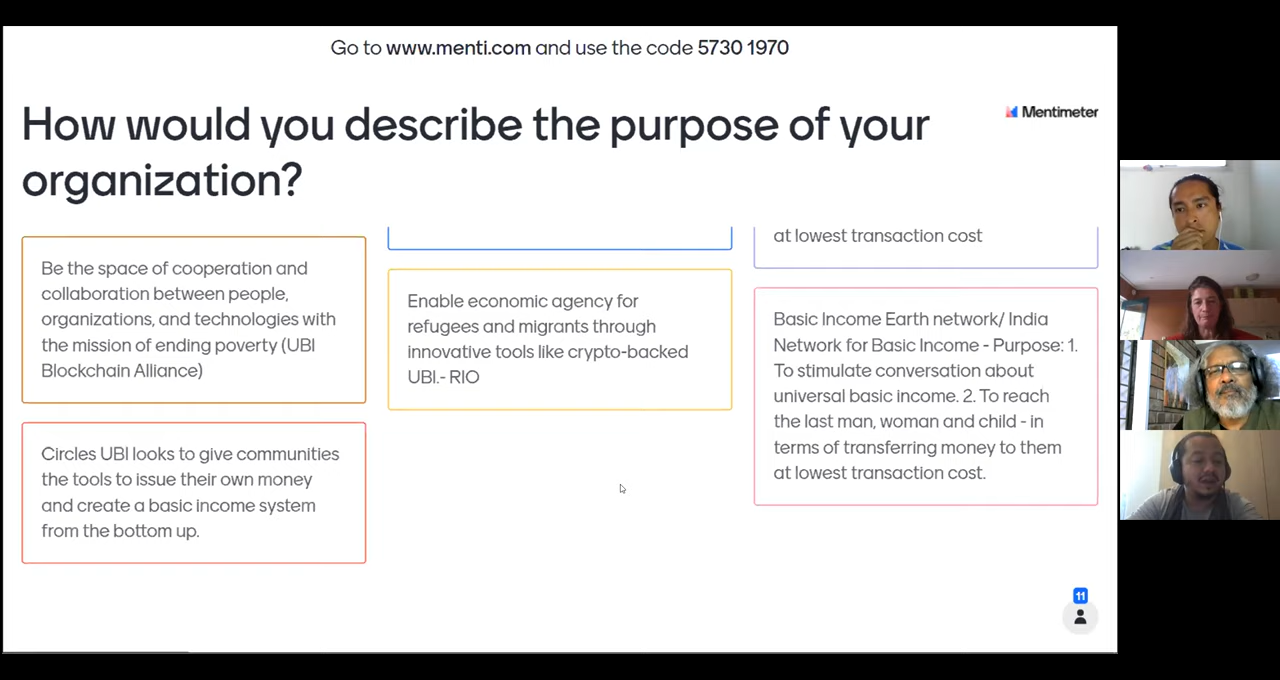 Go to www.menti.com and use the code 5730 1970
How would you describe the purpose of your
organization?
Mentimeter
Be the space of cooperation and
collaboration between people,
organizations, and technologies with
the mission of ending poverty (UBI
Blockchain Alliance)
Circles UBI looks to give communities
the tools to issue their own money
and create a basic income system
from the bottom up.
Enable economic agency for
refugees and migrants through
innovative tools like crypto-backed
UBI.- RIO
at lowest transaction cost
Basic Income Earth network/ India
Network for Basic Income - Purpose: 1.
To stimulate conversation about
universal basic income. 2. To reach
the last man, woman and child - in
terms of transferring money to them
at lowest transaction cost.
11